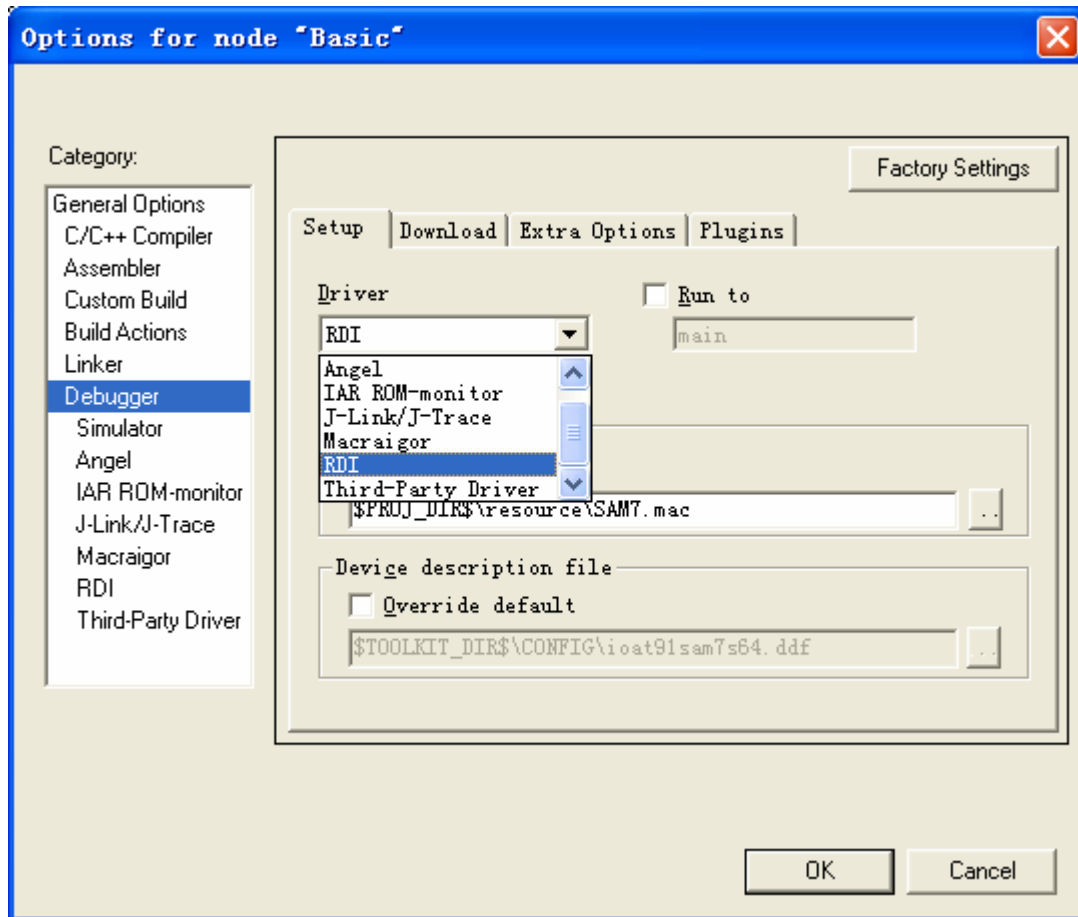 Options for node "Basic"
Category:
Factory Settings
General Options
C/C++ Compiler
Assembler
Custom Build
Build Actions
Linker
Debugger
Simulator
Angel
IAR ROM-monitor
J-Link/J-Trace
Macraigor
RDI
Third-Party Driver
Setup Download Extra Options Plugins
Driver
RDI
Angel
IAR ROM-monitor
J-Link/J-Trace
Macraigor
RDI
Third-Party Driver
Run to
main
$PROJ_DIR$\resource\SAM7.mac
..
Device description file
Override default
$TOOLKIT_DIR$\CONFIG\ioat91sam7s64.ddf
...
OK Cancel